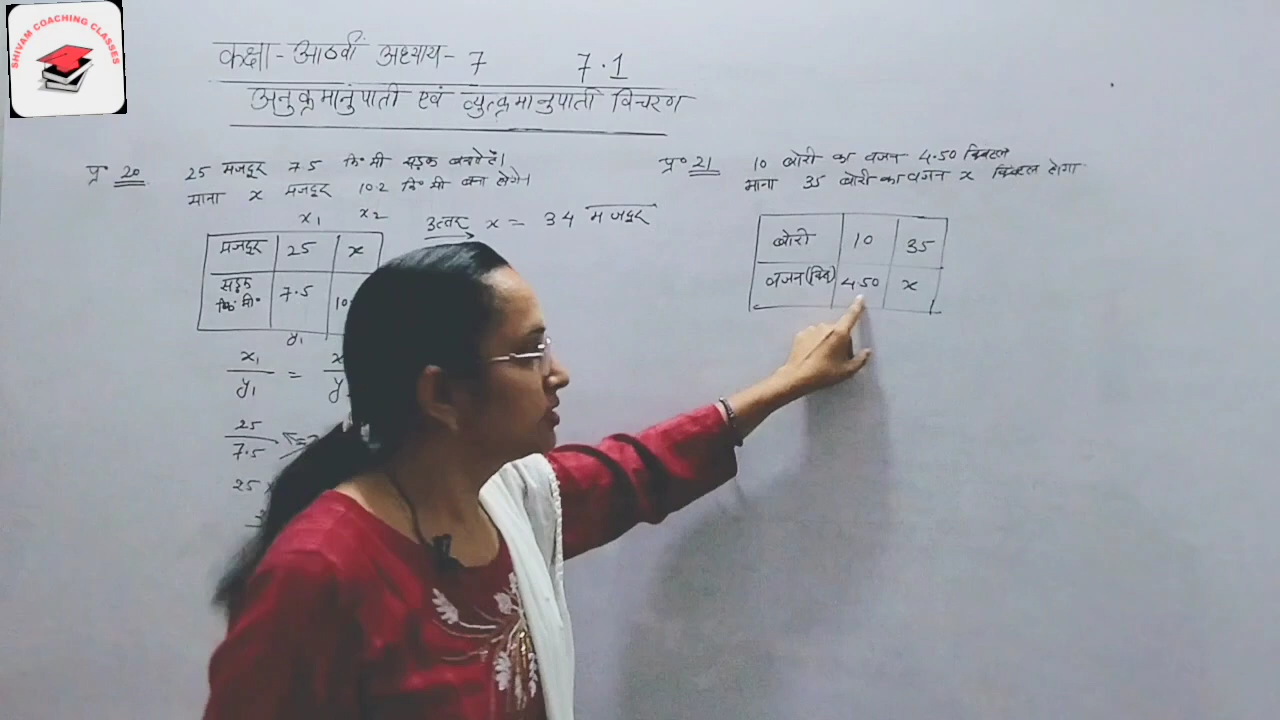 SHIVAM COACHING CLASSES
कक्षा - आठवीं अध्याय - 7 7.1
अनुक्रमानुपाती एवं व्युत्क्रमानुपाती विचरण
प्र० 20 25 मजदूर 7.5 कि॰मी सड़क बनाते हैं।
माना x मजदूर 10.2 कि॰मी बना लेंगे।
x₁ x₂
मजदूर 25 x
सड़क कि॰मी॰ 7.5 10
y₁
उत्तर x = 34 मजदूर
x₁/y₁ = x
25/7.5
25
प्र० 21 10 बोरी का वजन 4.50 क्विंटल
माना 35 बोरी का वजन x क्विंटल होगा
बोरी 10 35
वजन (क्विं) 4.50 x